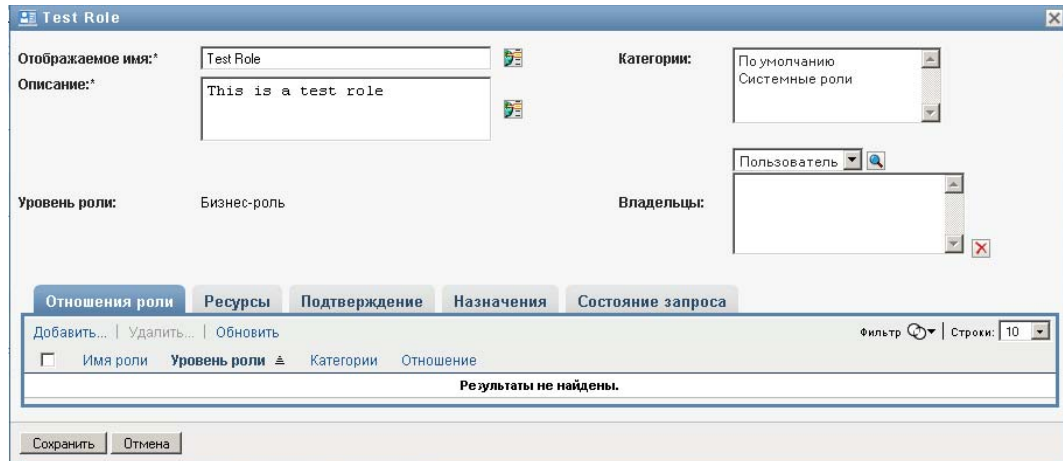 Test Role
Отображаемое имя:* Test Role Категории: По умолчанию
Системные роли
Описание:* This is a test role
Пользователь
Уровень роли: Бизнес-роль Владельцы:
Отношения роли Ресурсы Подтверждение Назначения Состояние запроса
Добавить... | Удалить... | Обновить Фильтр | Строки: 10
Имя роли Уровень роли Категории Отношение
Результаты не найдены.
Сохранить Отмена